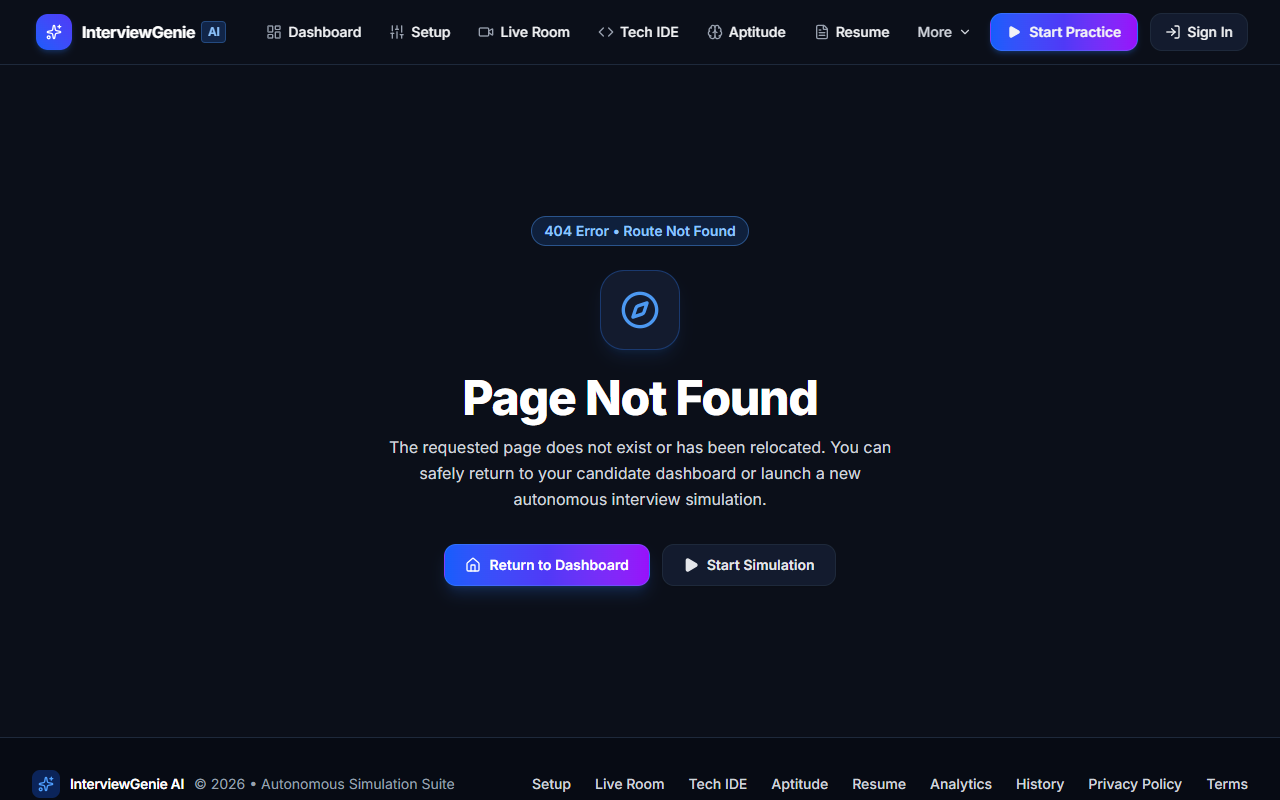 InterviewGenie AI Dashboard Setup Live Room Tech IDE Aptitude Resume More Start Practice Sign In
404 Error • Route Not Found
Page Not Found
The requested page does not exist or has been relocated. You can
safely return to your candidate dashboard or launch a new
autonomous interview simulation.
Return to Dashboard Start Simulation
InterviewGenie AI © 2026 • Autonomous Simulation Suite Setup Live Room Tech IDE Aptitude Resume Analytics History Privacy Policy Terms